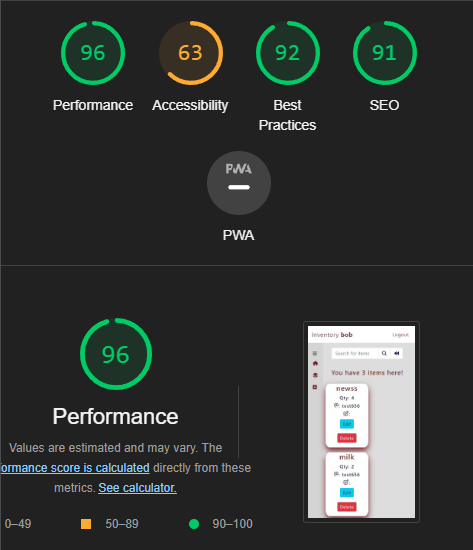 96
63
92
91
Performance
Accessibility
Best
Practices
SEO
PWA
PWA
96
Performance
Values are estimated and may vary. The
ormance score is calculated directly from these
metrics. See calculator.
0–49
50–89
90–100
inventory bob
Logout
Search for items
You have 3 items here!
newss
Qty: 4
test656
Edit
Delete
milk
Qty: 2
test656
Edit
Delete